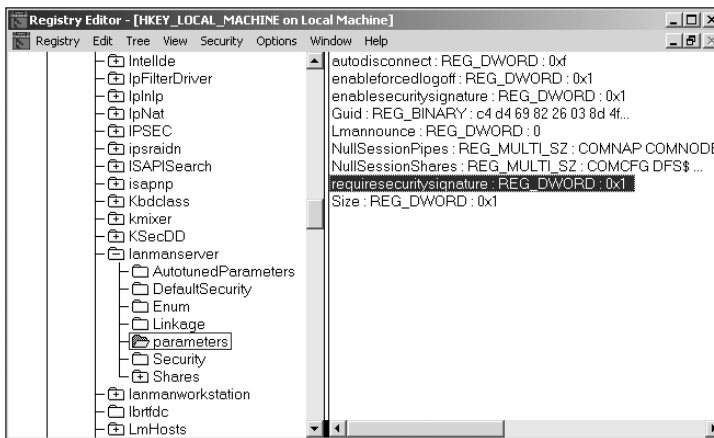 Registry Editor - [HKEY_LOCAL_MACHINE on Local Machine]
Registry Edit Tree View Security Options Window Help
IntelIde
IpFilterDriver
IpInIp
IpNat
IPSEC
ipsraidn
ISAPISearch
isapnp
Kbdclass
kmixer
KSecDD
lanmanserver
AutotunedParameters
DefaultSecurity
Enum
Linkage
parameters
Security
Shares
lanmanworkstation
lbrtfdc
LmHosts
autodisconnect : REG_DWORD : 0xf
enableforcedlogoff : REG_DWORD : 0x1
enablesecuritysignature : REG_DWORD : 0x1
Guid : REG_BINARY : c4 d4 69 82 26 03 8d 4f...
Lmannounce : REG_DWORD : 0
NullSessionPipes : REG_MULTI_SZ : COMNAP COMNODE
NullSessionShares : REG_MULTI_SZ : COMCFG DFS$ ...
requiresecuritysignature : REG_DWORD : 0x1
Size : REG_DWORD : 0x1